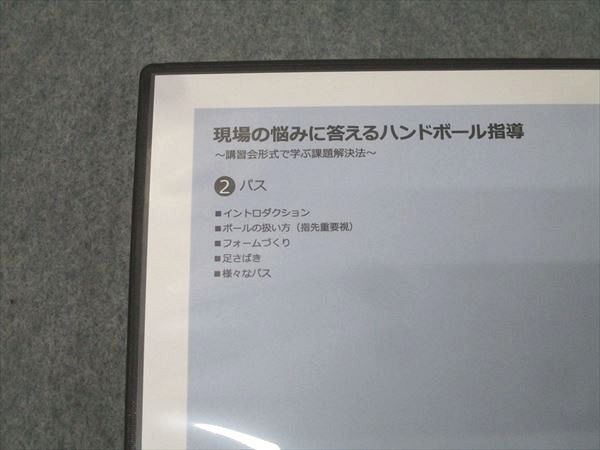 現場の悩みに答えるハンドボール指導
～講習会形式で学ぶ課題解決法～
❷ パス
■イントロダクション
■ボールの扱い方（指先重要視）
■フォームづくり
■足さばき
■様々なパス